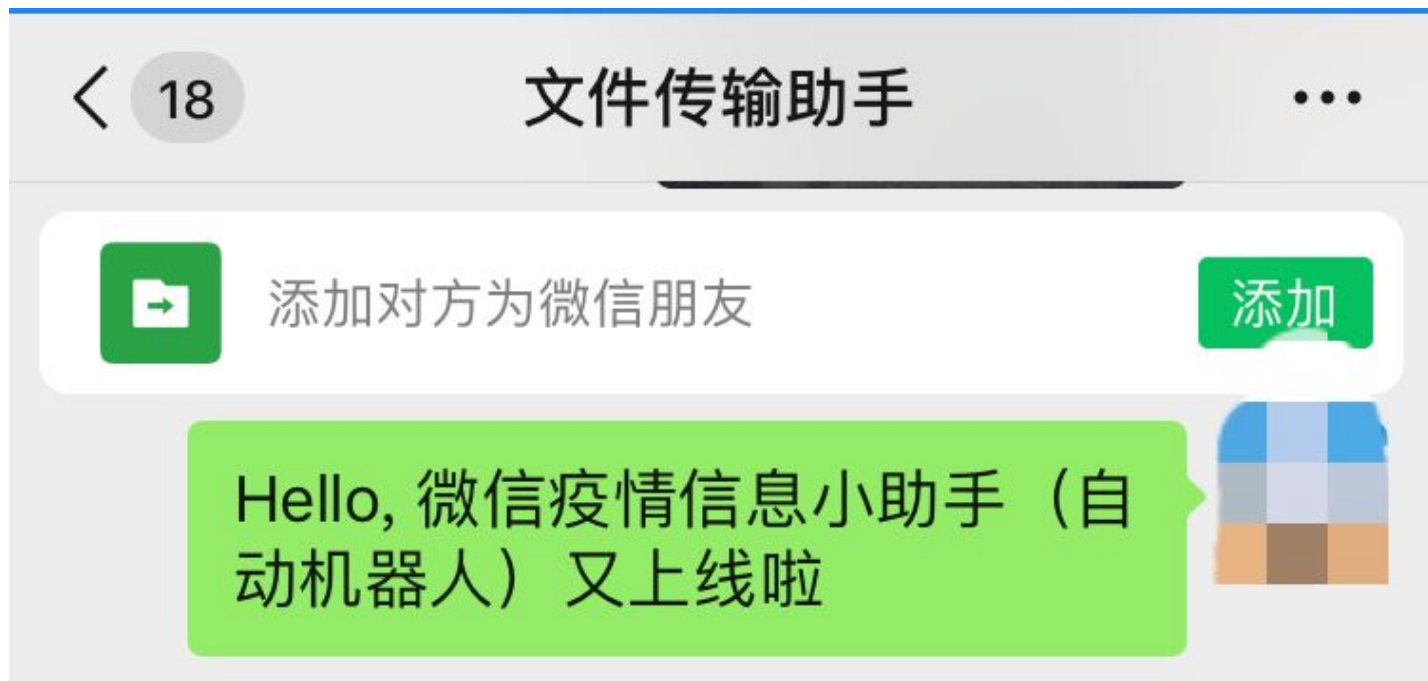 18
文件传输助手
添加对方为微信朋友
添加
Hello, 微信疫情信息小助手（自
动机器人）又上线啦